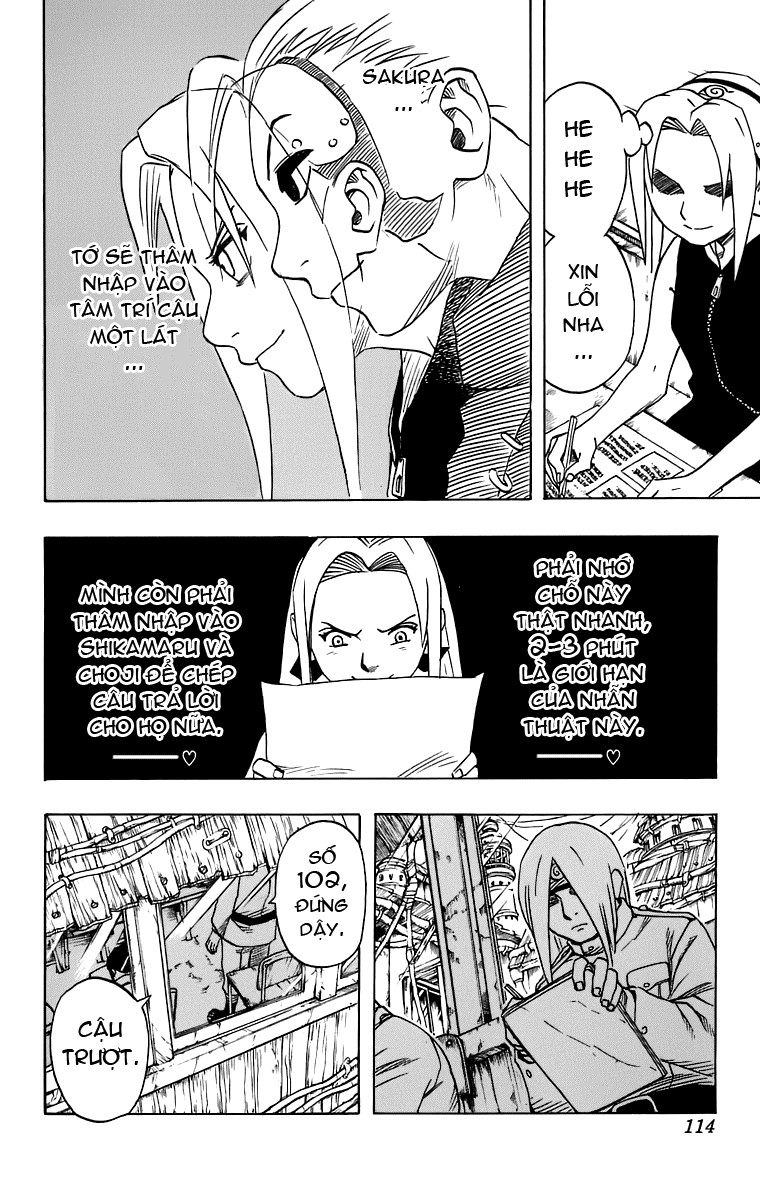 HE
HE
HE
XIN
LỖI
NHA
...
SAKURA
...
TỚ SẼ THÂM
NHẬP VÀO
TÂM TRÍ CẬU
MỘT LÁT
...
PHẢI NHỚ
CHỖ NÀY
THẬT NHANH,
2-3 PHÚT
LÀ GIỚI HẠN
CỦA NHẪN
THUẬT NÀY.
MÌNH CÒN PHẢI
THÂM NHẬP VÀO
SHIKAMARU VÀ
CHOJI ĐỂ CHÉP
CÂU TRẢ LỜI
CHO HỌ NỮA.
SỐ
102,
ĐỨNG
DẬY.
CẬU
TRƯỢT.
114